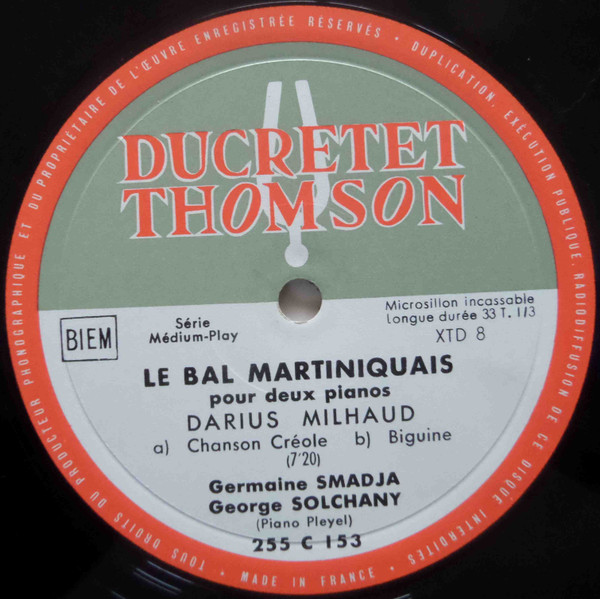 TOUS DROITS DU PRODUCTEUR PHONOGRAPHIQUE ET DU PROPRIÉTAIRE DE L'ŒUVRE ENREGISTRÉE RÉSERVÉS • DUPLICATION, EXÉCUTION PUBLIQUE, RADIODIFFUSION DE CE DISQUE INTERDITES •
DUCRETET
THOMSON
BIEM
Série
Médium-Play
Microsillon incassable
Longue durée 33 T. 1/3
XTD 8
LE BAL MARTINIQUAIS
pour deux pianos
DARIUS MILHAUD
a) Chanson Créole b) Biguine
(7'20)
Germaine SMADJA
George SOLCHANY
(Piano Pleyel)
255 C 153
• MADE IN FRANCE •